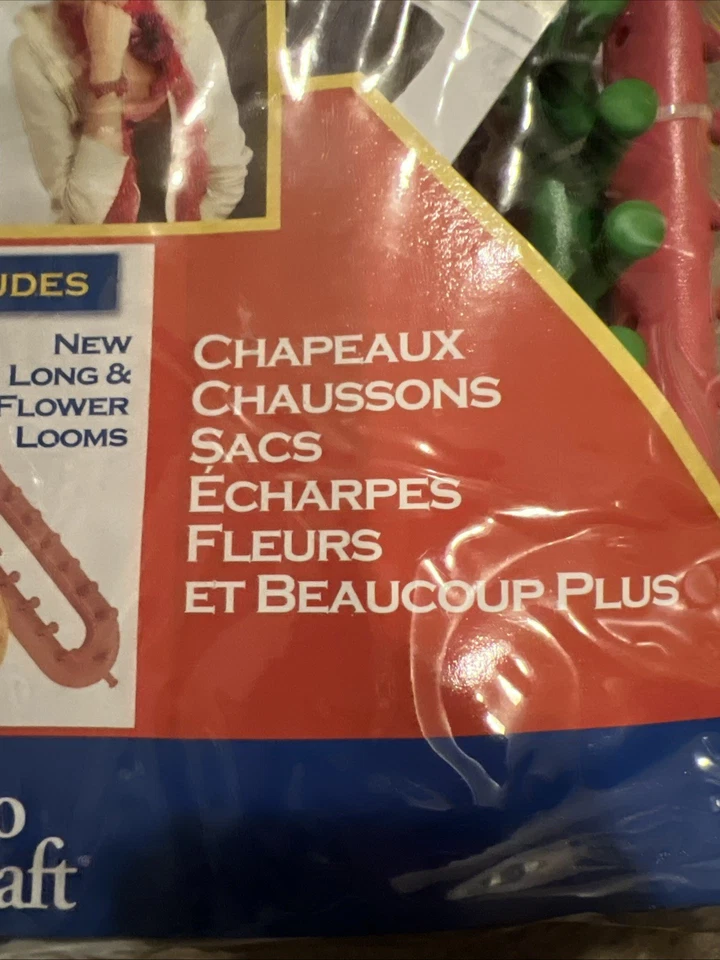 UDES
NEW
LONG &
FLOWER
LOOMS
CHAPEAUX
CHAUSSONS
SACS
ÉCHARPES
FLEURS
ET BEAUCOUP PLUS
o
aft